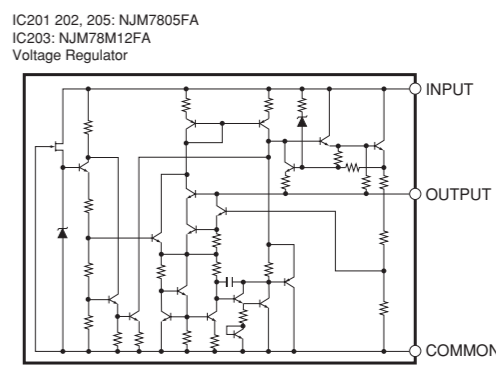 IC201 202, 205: NJM7805FA
IC203: NJM78M12FA
Voltage Regulator
INPUT
OUTPUT
COMMON